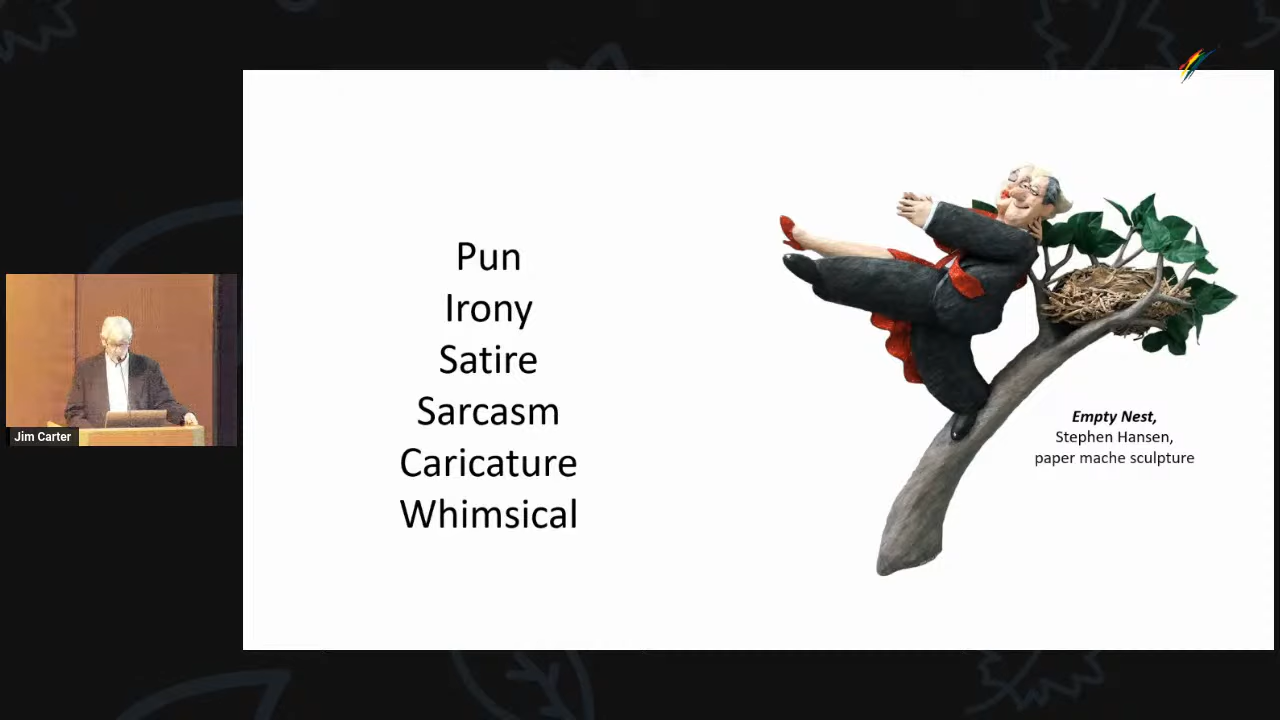 Pun
Irony
Satire
Sarcasm
Caricature
Whimsical
Empty Nest,
Stephen Hansen,
paper mache sculpture
Jim Carter